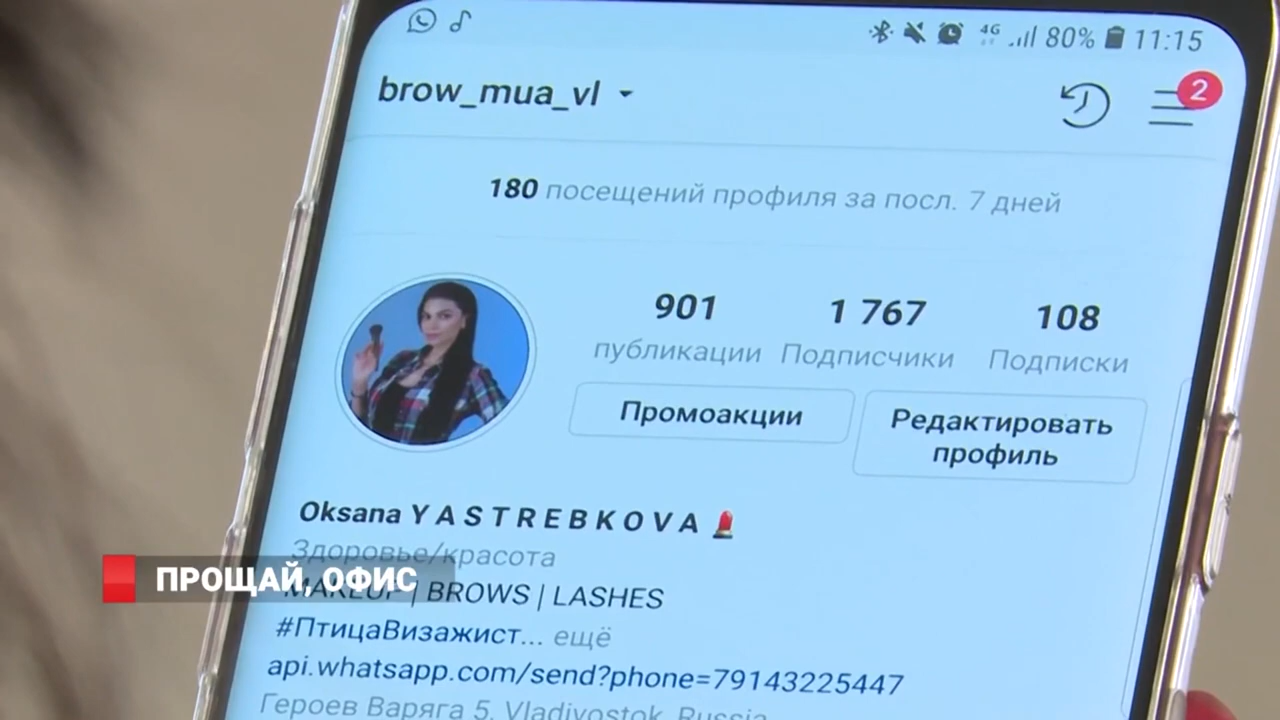 4G 80% 11:15
brow_mua_vl
2
180 посещений профиля за посл. 7 дней
901 1 767 108
публикации Подписчики Подписки
Промоакции
Редактировать профиль
Oksana Y A S T R E B K O V A
Здоровье/красота
ПРОЩАЙ, ОФИС
MAKEUP | BROWS | LASHES
#ПтицаВизажист... ещё
api.whatsapp.com/send?phone=79143225447
Героев Варяга 5, Vladivostok, Russia